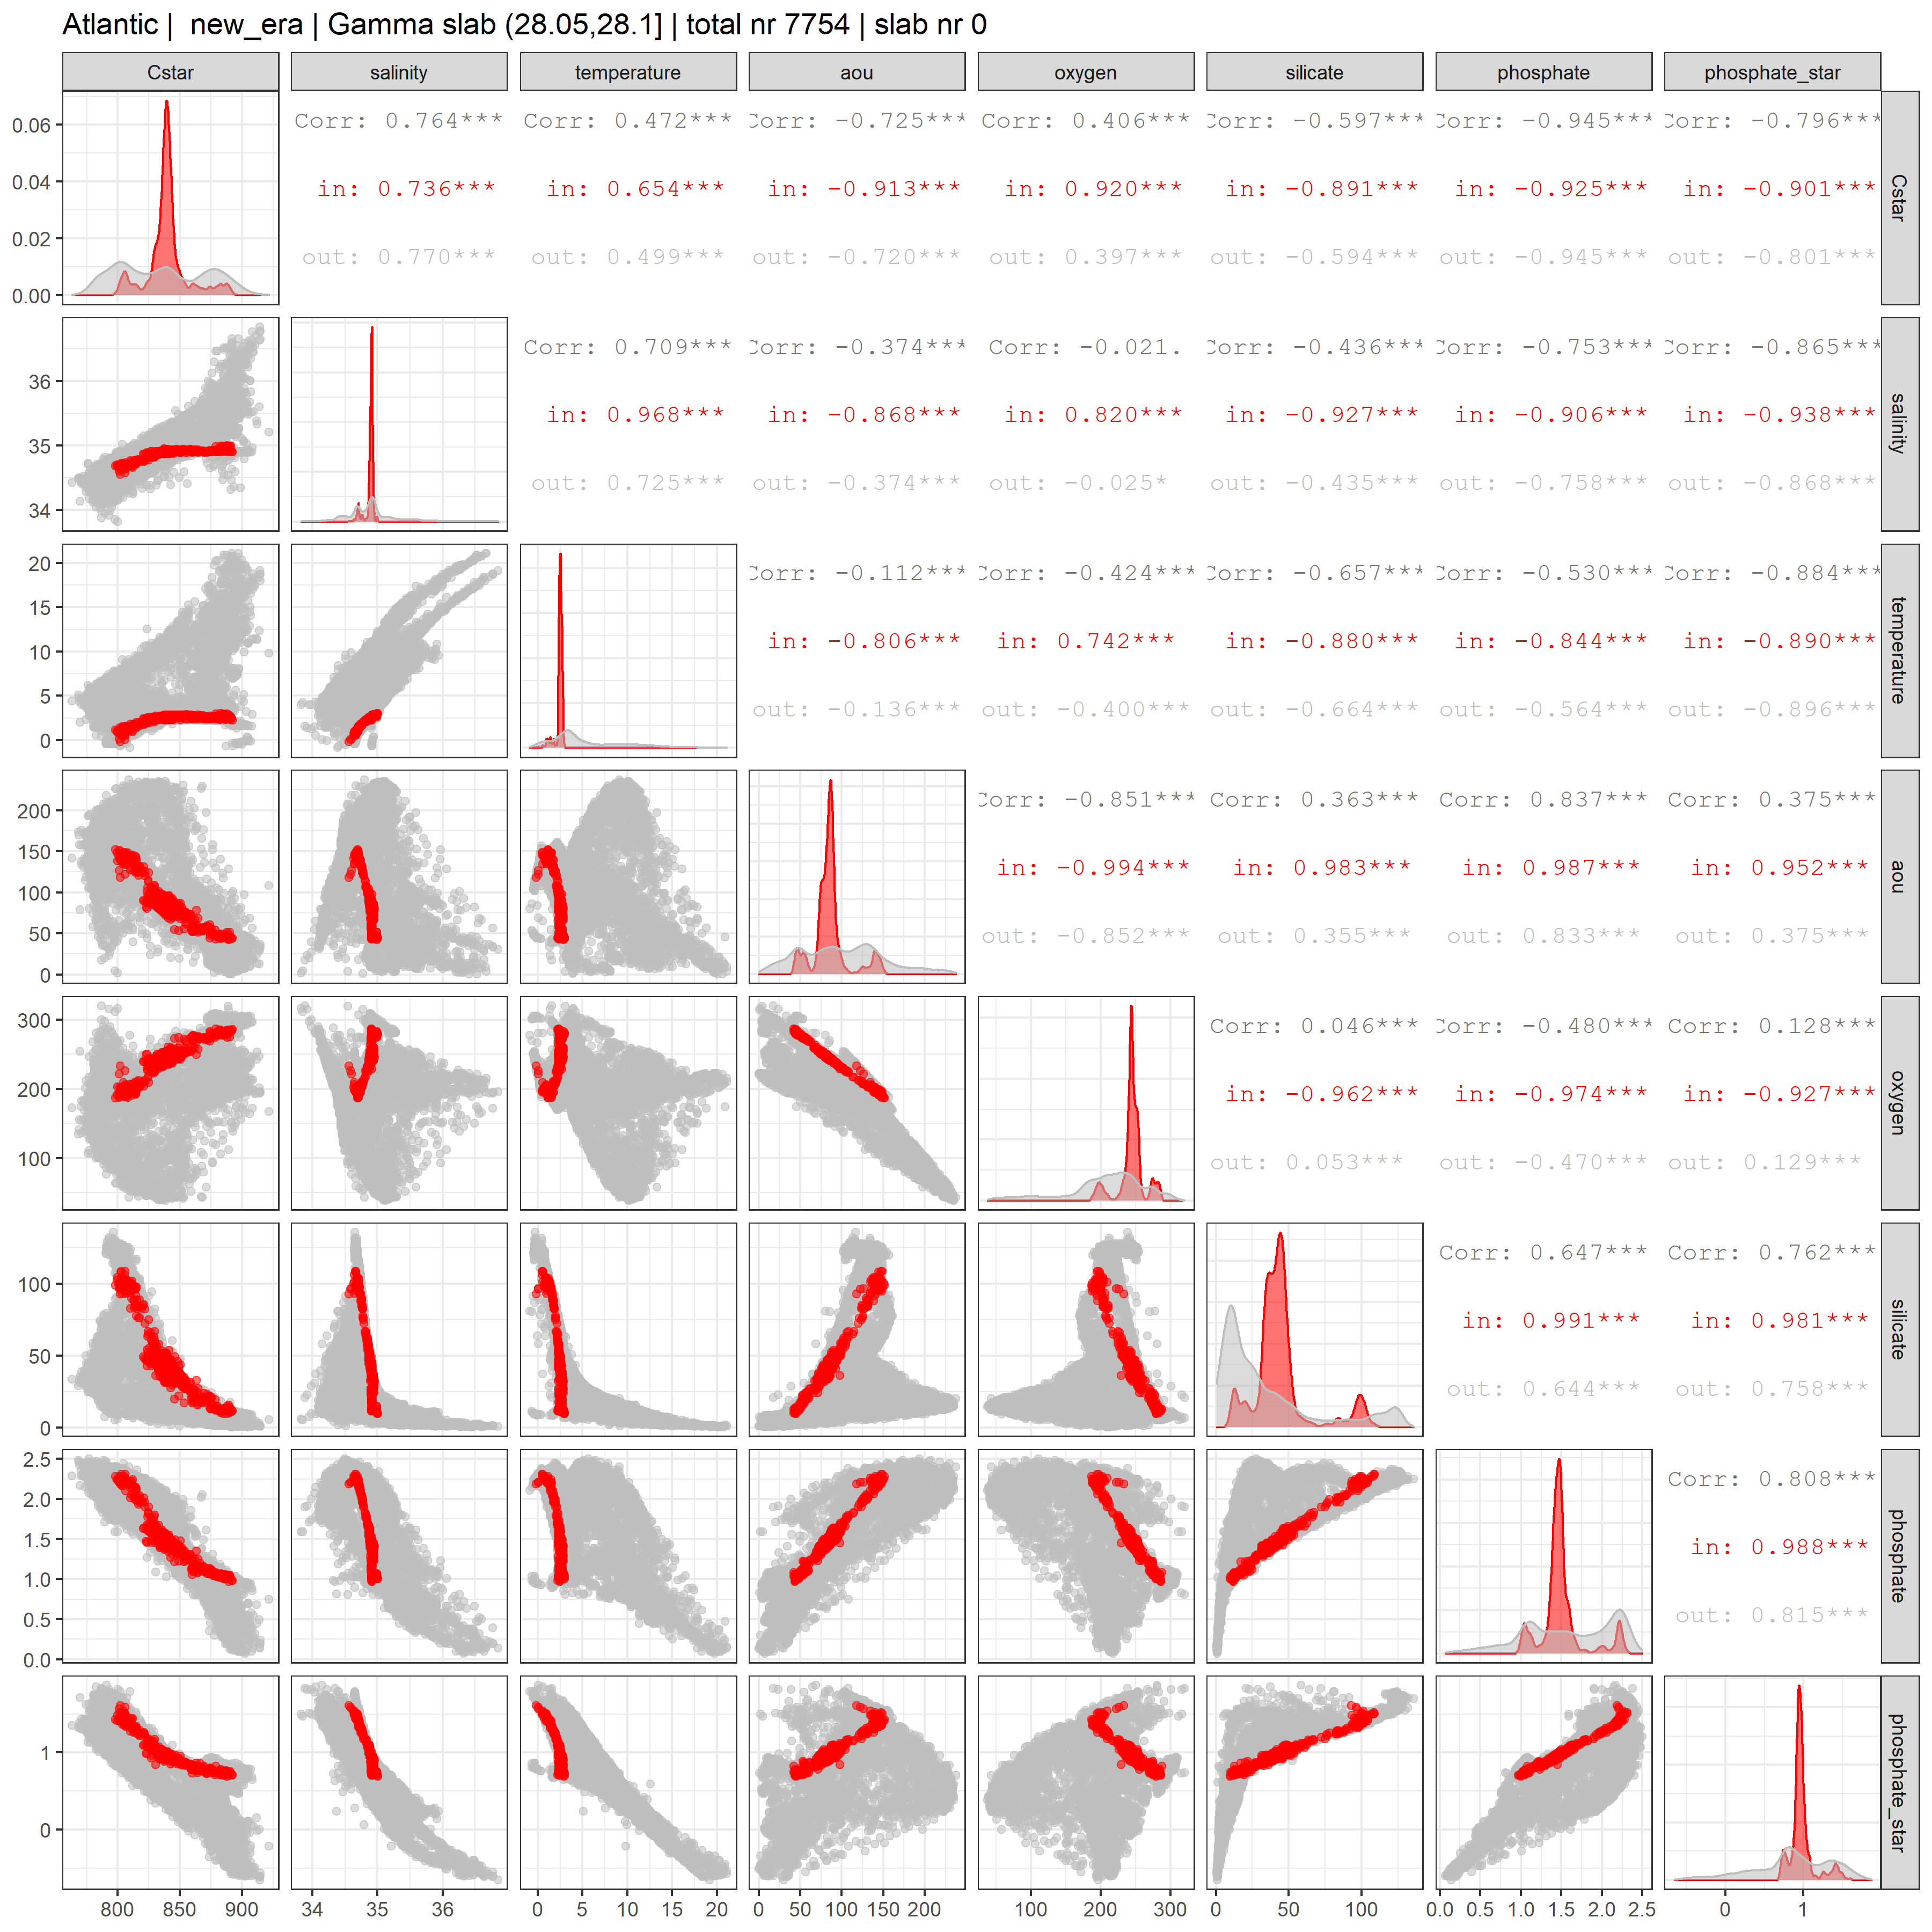 Atlantic |  new_era | Gamma slab (28.05,28.1] | total nr 7754 | slab nr 0
Cstar salinity temperature aou oxygen silicate phosphate phosphate_star
Corr: 0.764*** Corr: 0.472*** Corr: -0.725*** Corr: 0.406*** Corr: -0.597*** Corr: -0.945*** Corr: -0.796***
in: 0.736*** in: 0.654*** in: -0.913*** in: 0.920*** in: -0.891*** in: -0.925*** in: -0.901***
out: 0.770*** out: 0.499*** out: -0.720*** out: 0.397*** out: -0.594*** out: -0.945*** out: -0.801***
0.06
0.04
0.02
0.00
Cstar
Corr: 0.709*** Corr: -0.374*** Corr: -0.021. Corr: -0.436*** Corr: -0.753*** Corr: -0.865***
in: 0.968*** in: -0.868*** in: 0.820*** in: -0.927*** in: -0.906*** in: -0.938***
out: 0.725*** out: -0.374*** out: -0.025* out: -0.435*** out: -0.758*** out: -0.868***
36
35
34
salinity
Corr: -0.112*** Corr: -0.424*** Corr: -0.657*** Corr: -0.530*** Corr: -0.884***
in: -0.806*** in: 0.742*** in: -0.880*** in: -0.844*** in: -0.890***
out: -0.136*** out: -0.400*** out: -0.664*** out: -0.564*** out: -0.896***
20
15
10
5
0
temperature
Corr: -0.851*** Corr: 0.363*** Corr: 0.837*** Corr: 0.375***
in: -0.994*** in: 0.983*** in: 0.987*** in: 0.952***
out: -0.852*** out: 0.355*** out: 0.833*** out: 0.375***
200
150
100
50
0
aou
Corr: 0.046*** Corr: -0.480*** Corr: 0.128***
in: -0.962*** in: -0.974*** in: -0.927***
out: 0.053*** out: -0.470*** out: 0.129***
300
200
100
oxygen
Corr: 0.647*** Corr: 0.762***
in: 0.991*** in: 0.981***
out: 0.644*** out: 0.758***
100
50
0
silicate
Corr: 0.808***
in: 0.988***
out: 0.815***
2.5
2.0
1.5
1.0
0.5
0.0
phosphate
1
0
phosphate_star
800 850 900 34 35 36 0 5 10 15 20 0 50 100 150 200 100 200 300 0 50 100 0.0 0.5 1.0 1.5 2.0 2.5 0 1